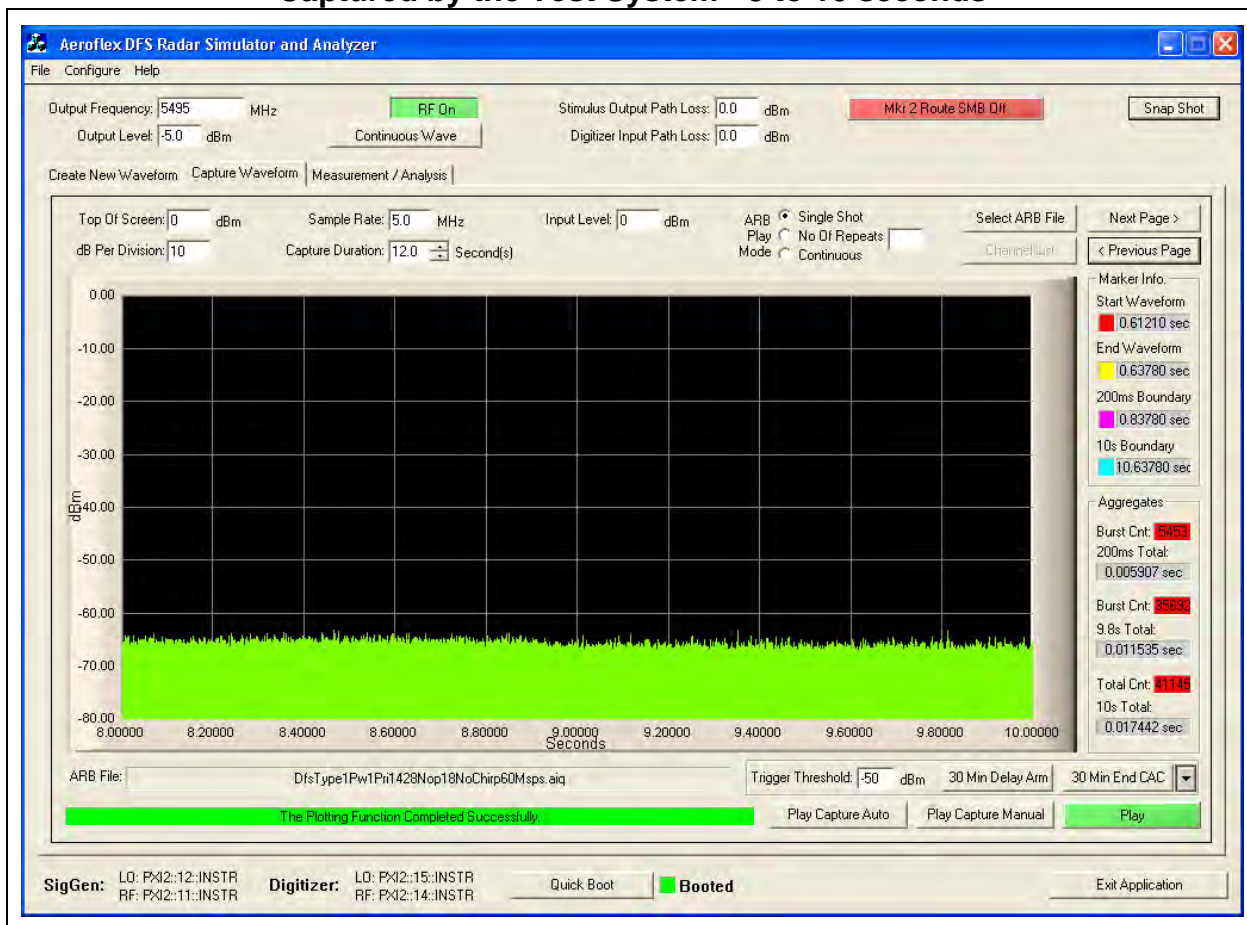 Captured by the Test System - 8 to 10 Seconds
Aeroflex DFS Radar Simulator and Analyzer
File Configure Help
Output Frequency: 5495 MHz RF On Stimulus Output Path Loss: 0.0 dBm Mkr 2 Route SMB Off Snap Shot
Output Level: -5.0 dBm Continuous Wave Digitizer Input Path Loss: 0.0 dBm
Create New Waveform Capture Waveform Measurement / Analysis
Top Of Screen: 0 dBm Sample Rate: 5.0 MHz Input Level: 0 dBm ARB Play Mode Single Shot Select ARB File Next Page >
dB Per Division: 10 Capture Duration: 12.0 Second(s) No Of Repeats Channel List < Previous Page
Continuous
Marker Info.
Start Waveform
0.61210 sec
End Waveform
0.63780 sec
200ms Boundary
0.83780 sec
10s Boundary
10.63780 sec
Aggregates
Burst Cnt: 5453
200ms Total:
0.005907 sec
Burst Cnt: 35692
9.8s Total:
0.011535 sec
Total Cnt: 41145
10s Total:
0.017442 sec
0.00
-10.00
-20.00
-30.00
-40.00
-50.00
-60.00
-70.00
-80.00
dBm
8.00000 8.20000 8.40000 8.60000 8.80000 9.00000 9.20000 9.40000 9.60000 9.80000 10.00000
Seconds
ARB File: DfsType1Pw1Pri1428Nop18NoChirp60Msps.aiq Trigger Threshold: -50 dBm 30 Min Delay Arm 30 Min End CAC
The Plotting Function Completed Successfully. Play Capture Auto Play Capture Manual Play
SigGen: LO: PXI2::12::INSTR Digitizer: LO: PXI2::15::INSTR Quick Boot Booted Exit Application
RF: PXI2::11::INSTR RF: PXI2::14::INSTR